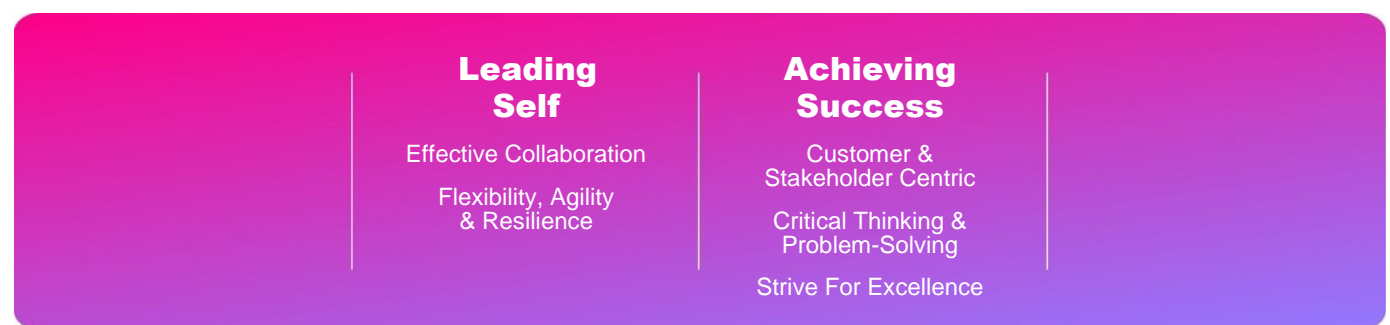 Leading
Self
Effective Collaboration
Flexibility, Agility
& Resilience
Achieving
Success
Customer &
Stakeholder Centric
Critical Thinking &
Problem-Solving
Strive For Excellence